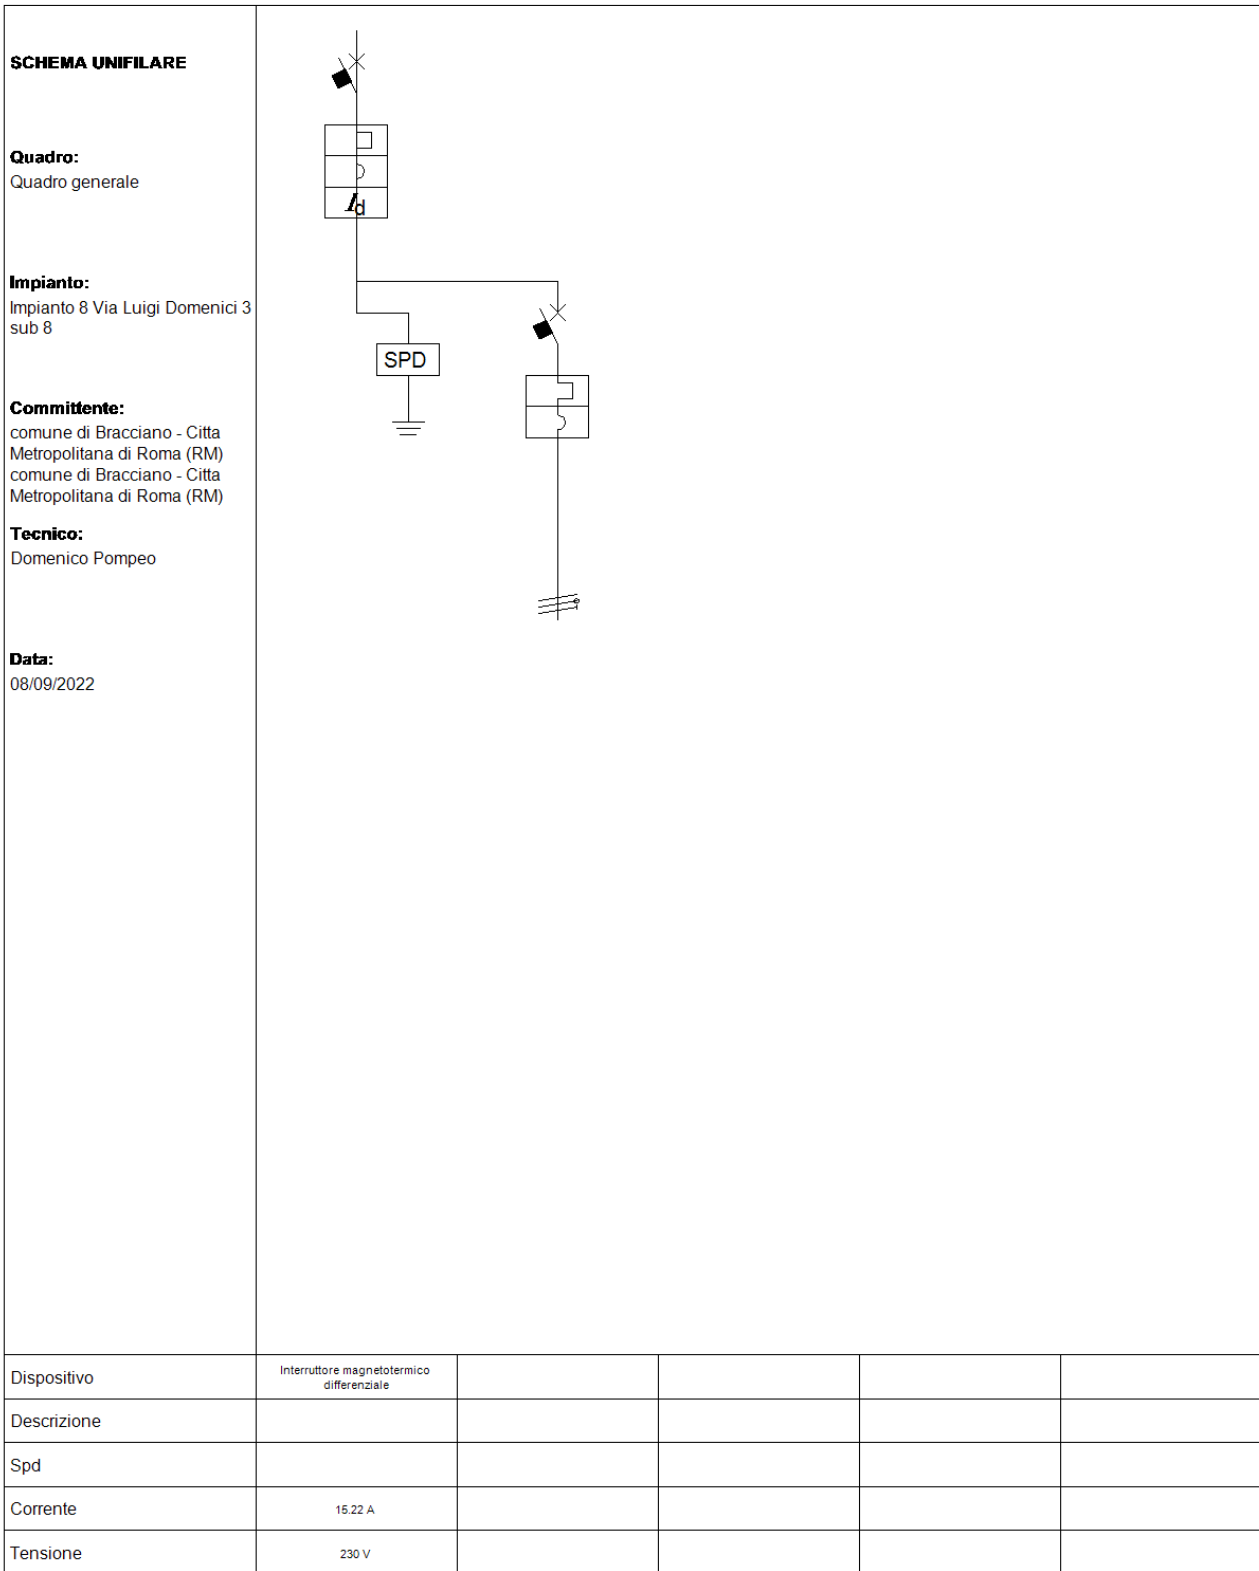 SCHEMA UNIFILARE
Quadro:
Quadro generale
Impianto:
Impianto 8 Via Luigi Domenici 3
sub 8
Committente:
comune di Bracciano - Citta
Metropolitana di Roma (RM)
comune di Bracciano - Citta
Metropolitana di Roma (RM)
Tecnico:
Domenico Pompeo
Data:
08/09/2022
Id
SPD
Dispositivo
Interruttore magnetotermico
differenziale
Descrizione
Spd
Corrente
15.22 A
Tensione
230 V